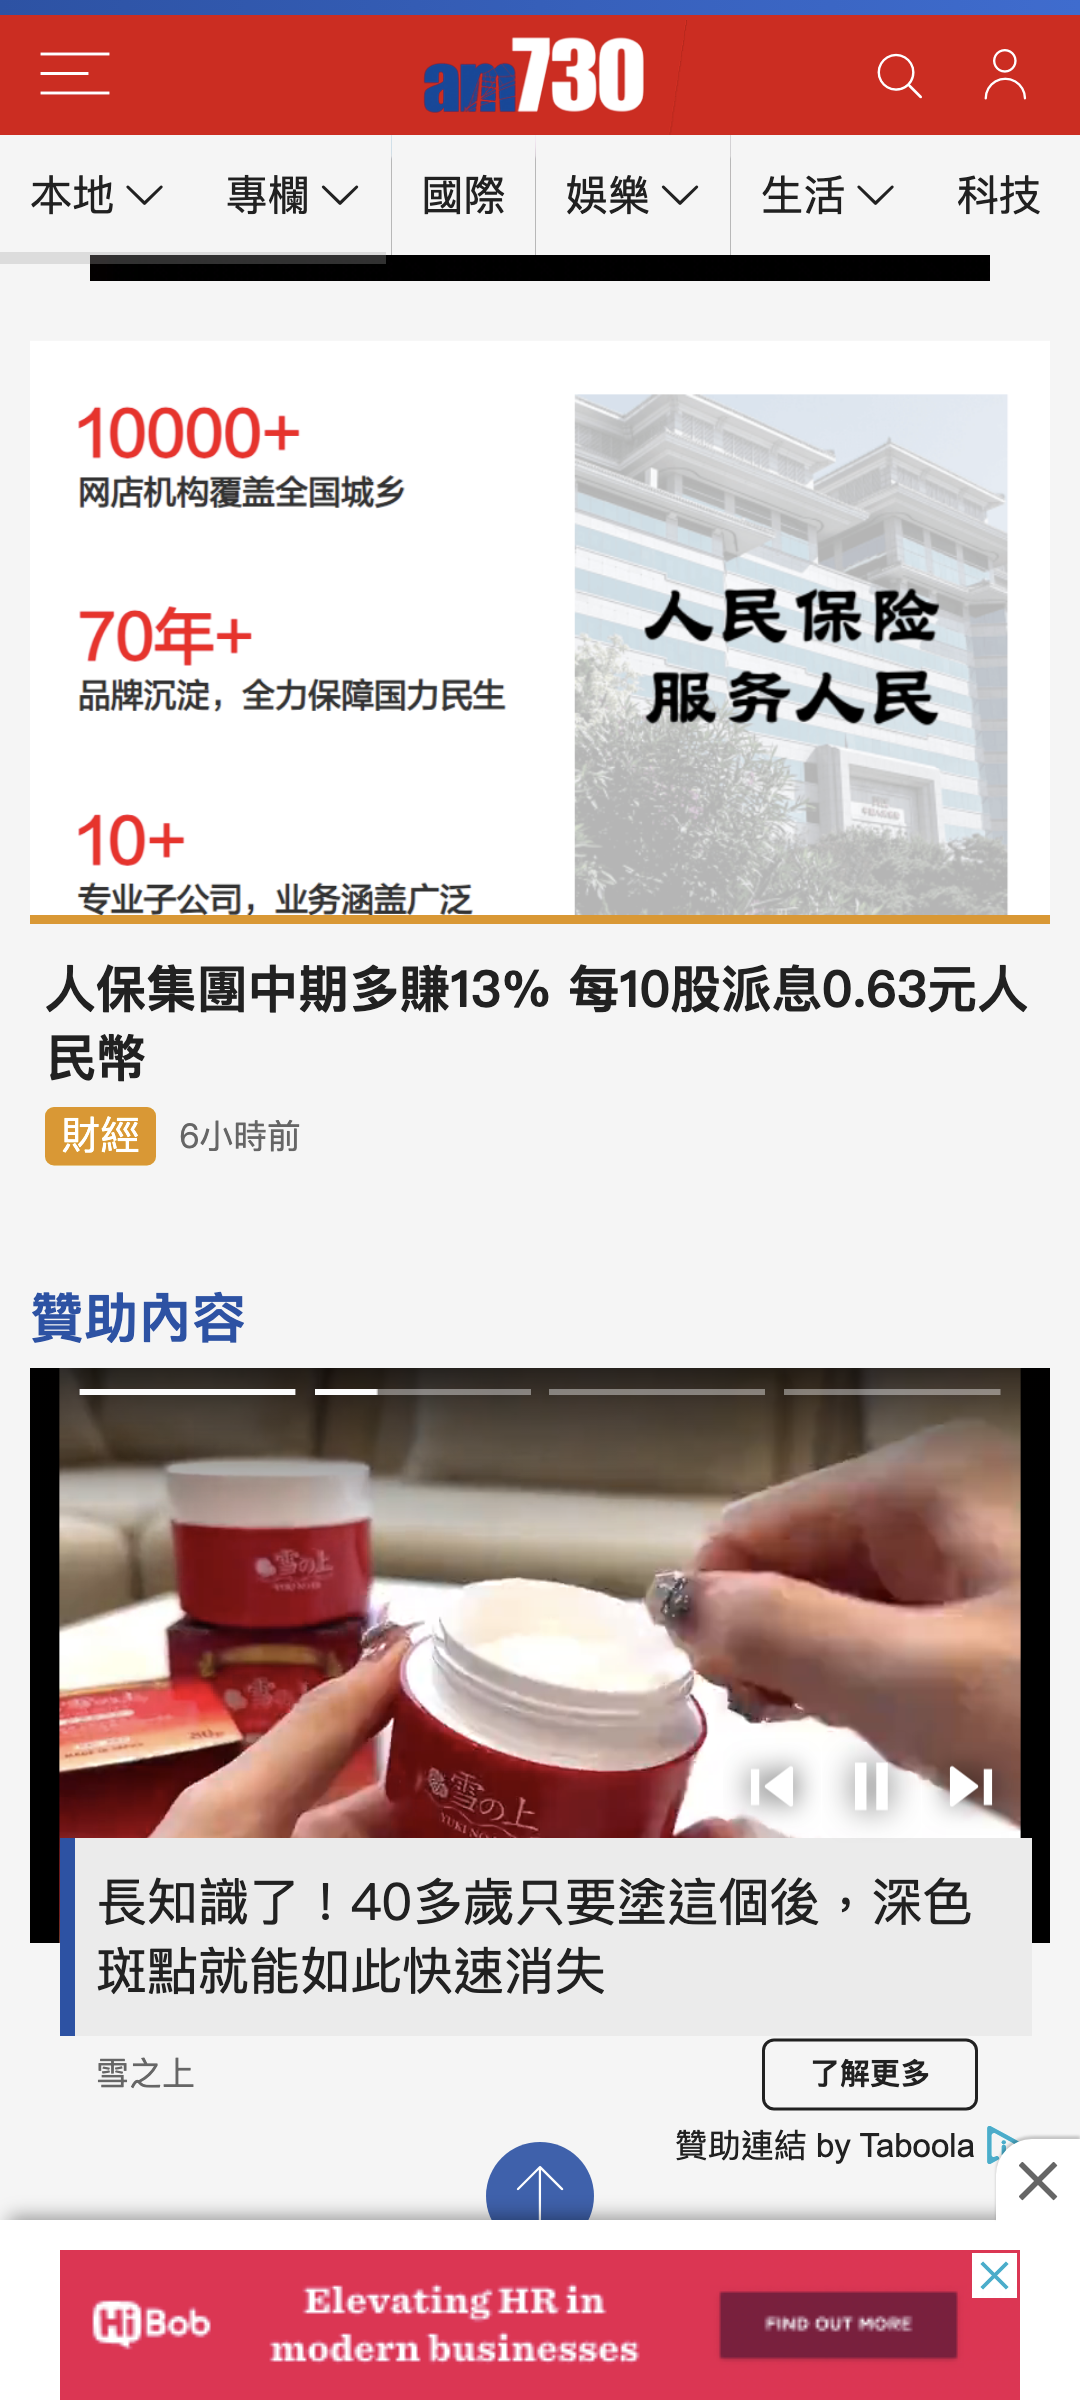 am730
本地
專欄
國際
娛樂
生活
科技
10000+
网店机构覆盖全国城乡
70年+
品牌沉淀，全力保障国力民生
10+
专业子公司，业务涵盖广泛
人民保险
服务人民
人保集團中期多賺13% 每10股派息0.63元人
民幣
財經 6小時前
贊助內容
雪の上
雪の上
雪の上
長知識了！40多歲只要塗這個後，深色
斑點就能如此快速消失
雪之上
了解更多
贊助連結 by Taboola
HiBob
Elevating HR in
modern businesses
FIND OUT MORE